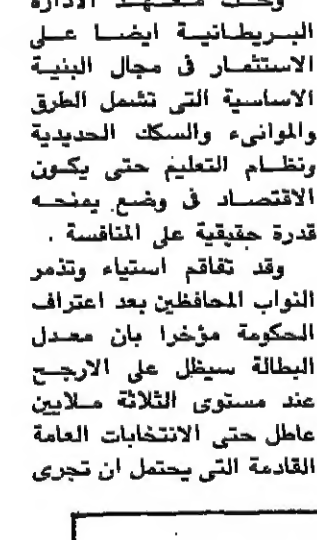 وحث معهد الادارة
البريطانية ايضا على
الاستثمار فى مجال البنية
الاساسية التى تشمل الطرق
والموانىء والسكك الحديدية
ونظام التعليم حتى يكون
الاقتصاد فى وضع يمنحه
قدرة حقيقية على المنافسة .
وقد تفاقم استياء وتذمر
النواب المحافظين بعد اعتراف
الحكومة مؤخرا بان معدل
البطالة سيظل على الارجح
عند مستوى الثلاثة ملايين
عاطل حتى الانتخابات العامة
القادمة التى يحتمل ان تجرى